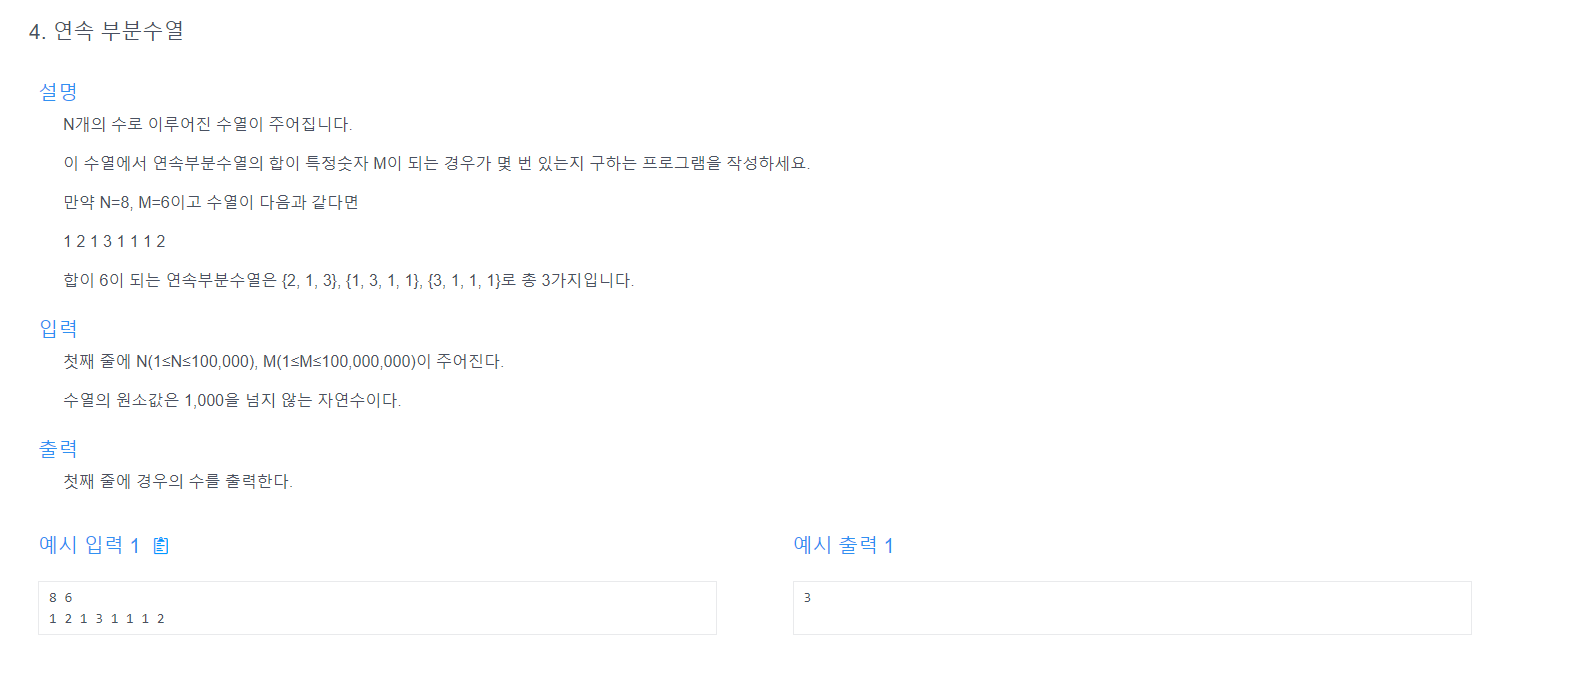 4. 연속 부분수열
설명
N개의 수로 이루어진 수열이 주어집니다.
이 수열에서 연속부분수열의 합이 특정숫자 M이 되는 경우가 몇 번 있는지 구하는 프로그램을 작성하세요.
만약 N=8, M=6이고 수열이 다음과 같다면
1 2 1 3 1 1 1 2
합이 6이 되는 연속부분수열은 {2, 1, 3}, {1, 3, 1, 1}, {3, 1, 1, 1}로 총 3가지입니다.
입력
첫째 줄에 N(1≤N≤100,000), M(1≤M≤100,000,000)이 주어진다.
수열의 원소값은 1,000을 넘지 않는 자연수이다.
출력
첫째 줄에 경우의 수를 출력한다.
예시 입력 1
8 6
1 2 1 3 1 1 1 2
예시 출력 1
3